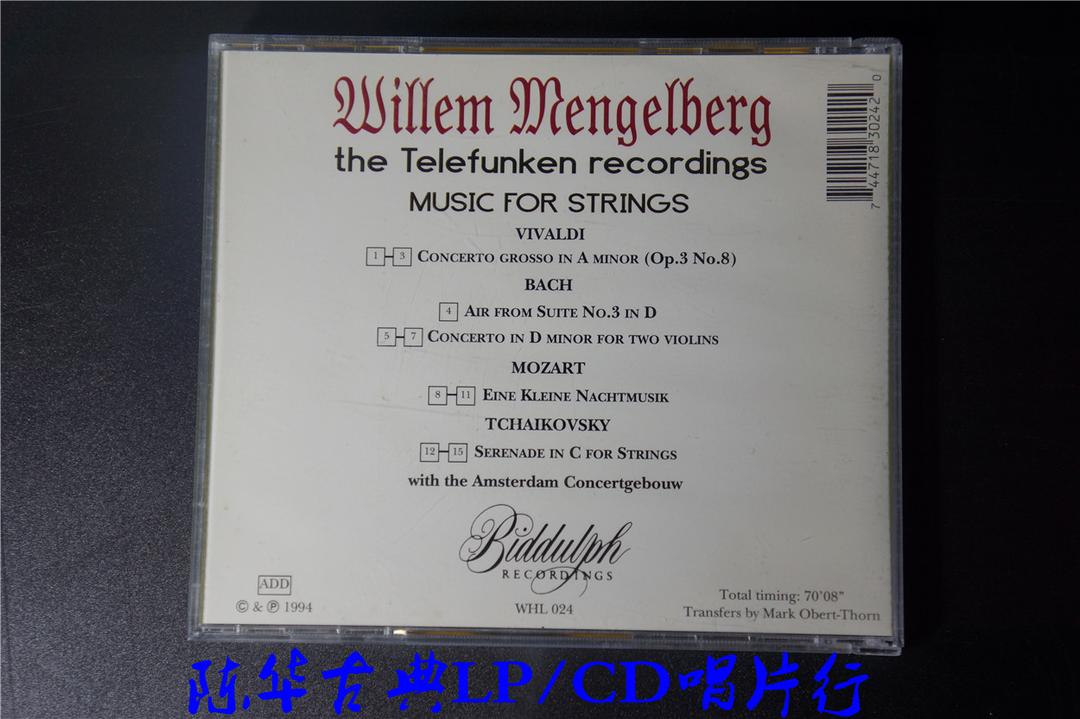 Willem Mengelberg
the Telefunken recordings
MUSIC FOR STRINGS
VIVALDI
1-3 CONCERTO GROSSO IN A MINOR (Op.3 No.8)
BACH
4 AIR FROM SUITE NO.3 IN D
5-7 CONCERTO IN D MINOR FOR TWO VIOLINS
MOZART
8-11 EINE KLEINE NACHTMUSIK
TCHAIKOVSKY
12-15 SERENADE IN C FOR STRINGS
with the Amsterdam Concertgebouw
Biddulph
RECORDINGS
ADD
© & ℗ 1994
WHL 024
Total timing: 70'08"
Transfers by Mark Obert-Thorn
7 44718 30242 0
陈华古典LP/CD唱片行